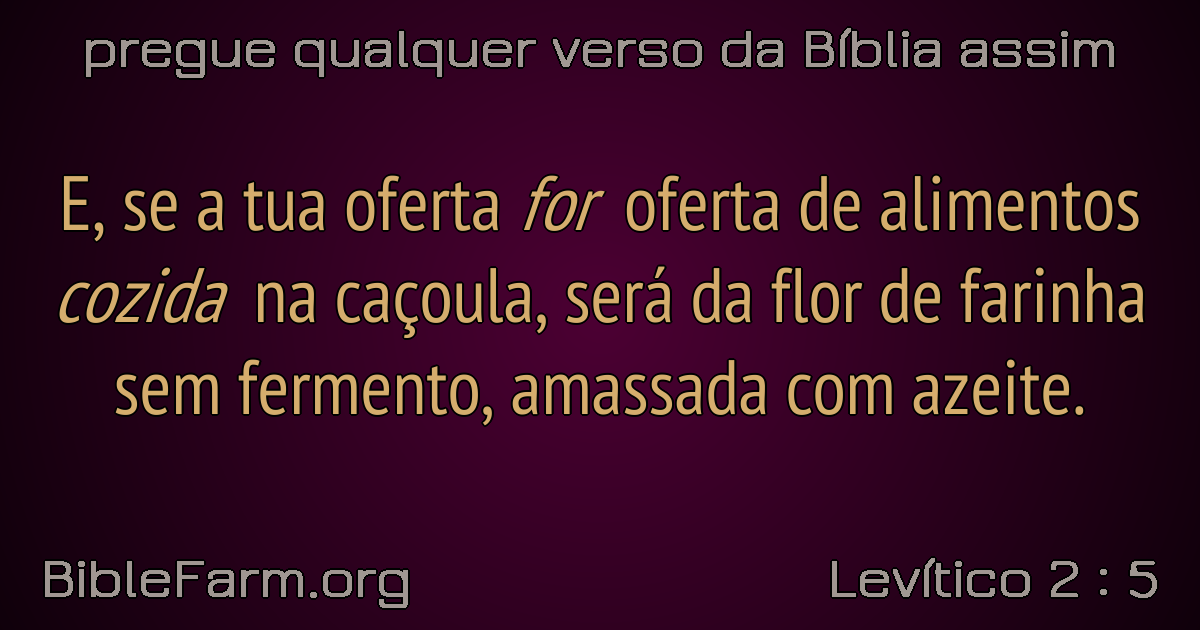 pregue qualquer verso da Bíblia assim
E, se a tua oferta for oferta de alimentos
cozida na caçoula, será da flor de farinha
sem fermento, amassada com azeite.
BibleFarm.org
Levítico 2 : 5